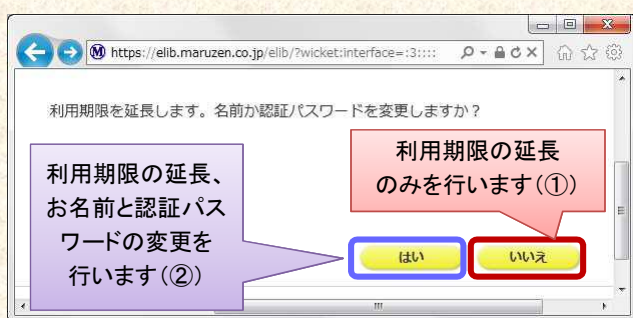 https://elib.maruzen.co.jp/elib/?wicket:interface=:3::::
利用期限を延長します。名前か認証パスワードを変更しますか?
利用期限の延長
のみを行います(①)
利用期限の延長、
お名前と認証パス
ワードの変更を
行います(②)
はい
いいえ